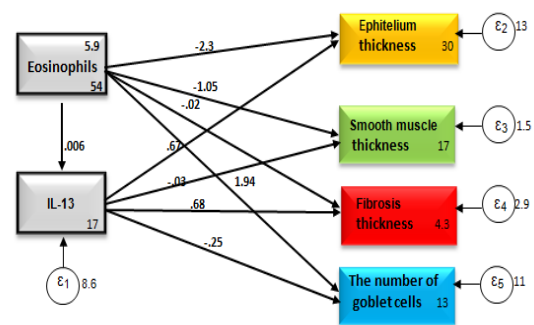 5.9
Eosinophils
54
.006
IL-13
17
ε1 8.6
-2.3
-1.05
-.02
.67
-.03
1.94
.68
-.25
Ephitelium
thickness 30
ε2 13
Smooth muscle
thickness 17
ε3 1.5
Fibrosis
thickness 4.3
ε4 2.9
The number of
goblet cells 13
ε5 11